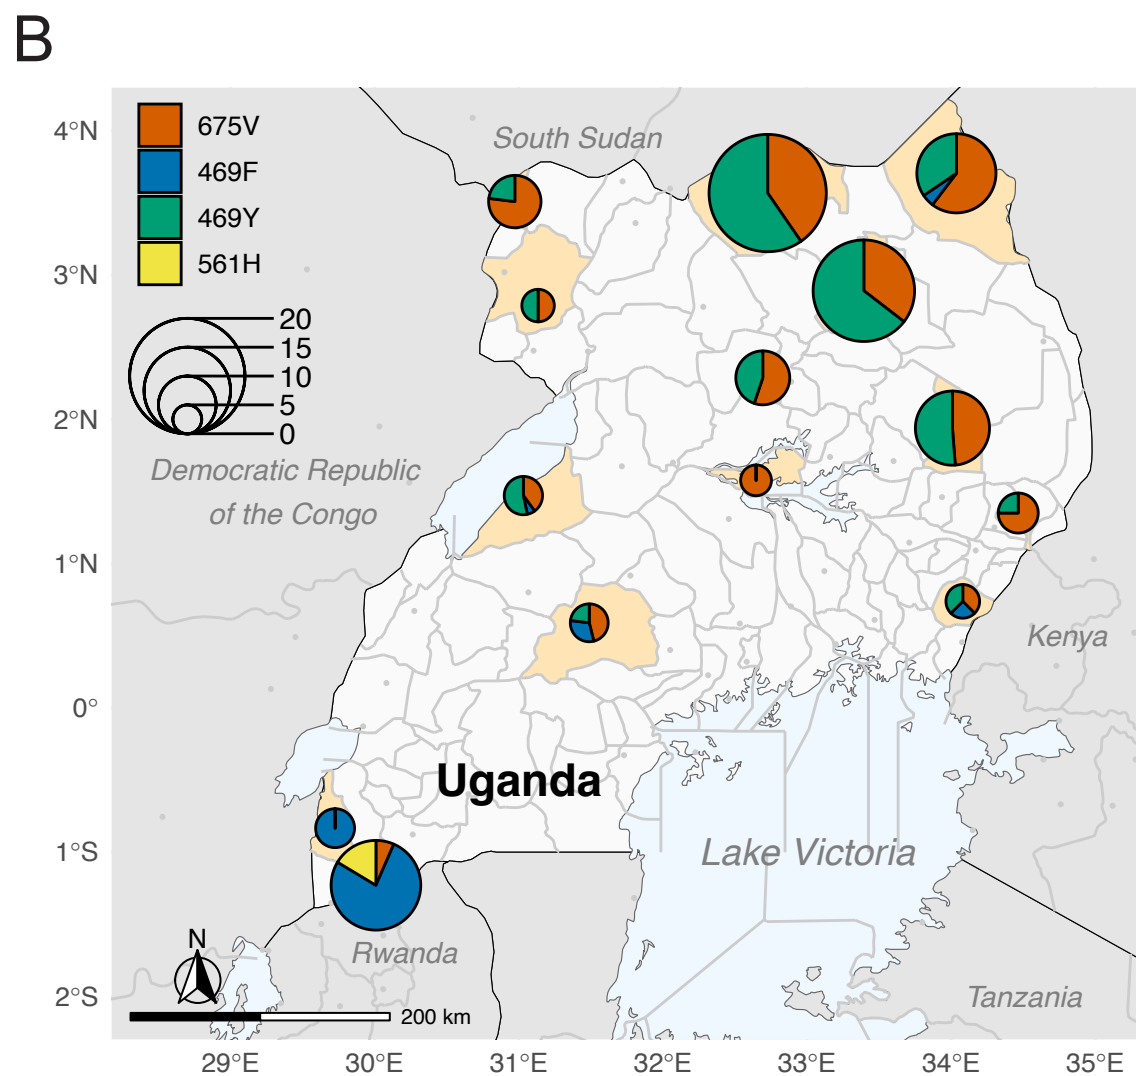 B
675V
469F
469Y
561H
20
15
10
5
0
4°N
3°N
2°N
1°N
0°
1°S
2°S
South Sudan
Democratic Republic
of the Congo
Kenya
Uganda
Lake Victoria
Rwanda
Tanzania
N
200 km
29°E
30°E
31°E
32°E
33°E
34°E
35°E